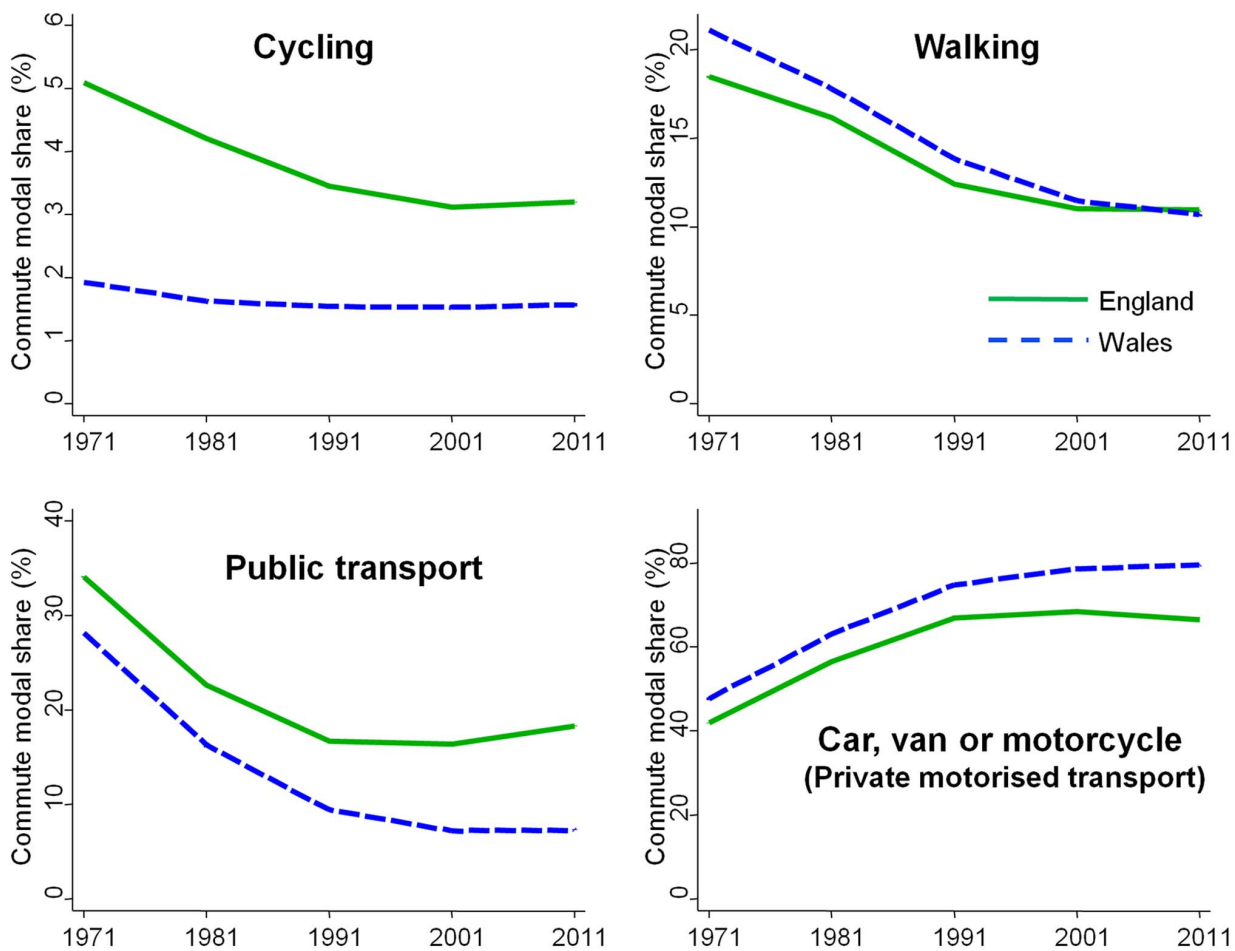 Cycling
Commute modal share (%)
6
5
4
3
2
1
0
1971 1981 1991 2001 2011
Walking
Commute modal share (%)
20
15
10
5
0
England
Wales
1971 1981 1991 2001 2011
Public transport
Commute modal share (%)
40
30
20
10
0
1971 1981 1991 2001 2011
Commute modal share (%)
80
60
40
20
0
Car, van or motorcycle
(Private motorised transport)
1971 1981 1991 2001 2011